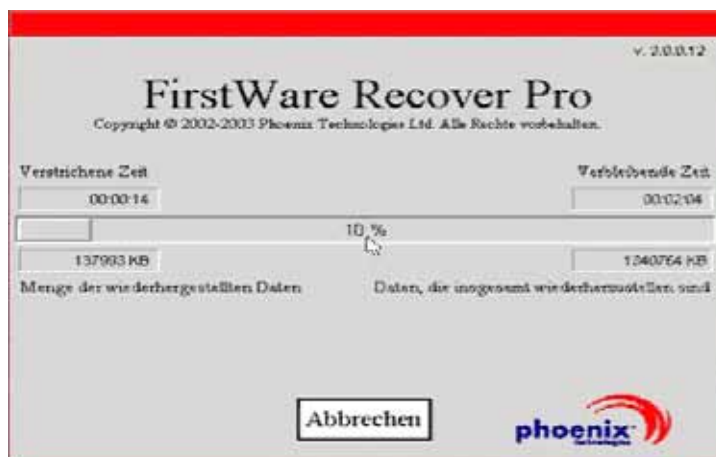 v. 2.0.0.12
FirstWare Recover Pro
Copyright © 2002-2003 Phoenix Technologies Ltd. Alle Rechte vorbehalten.
Verstrichene Zeit
Verbleibende Zeit
00:00:14
00:02:04
10 %
137993 KB
1340764 KB
Menge der wiederhergestellten Daten
Daten, die insgesamt wiederherzustellen sind
Abbrechen
phoenix
technologies